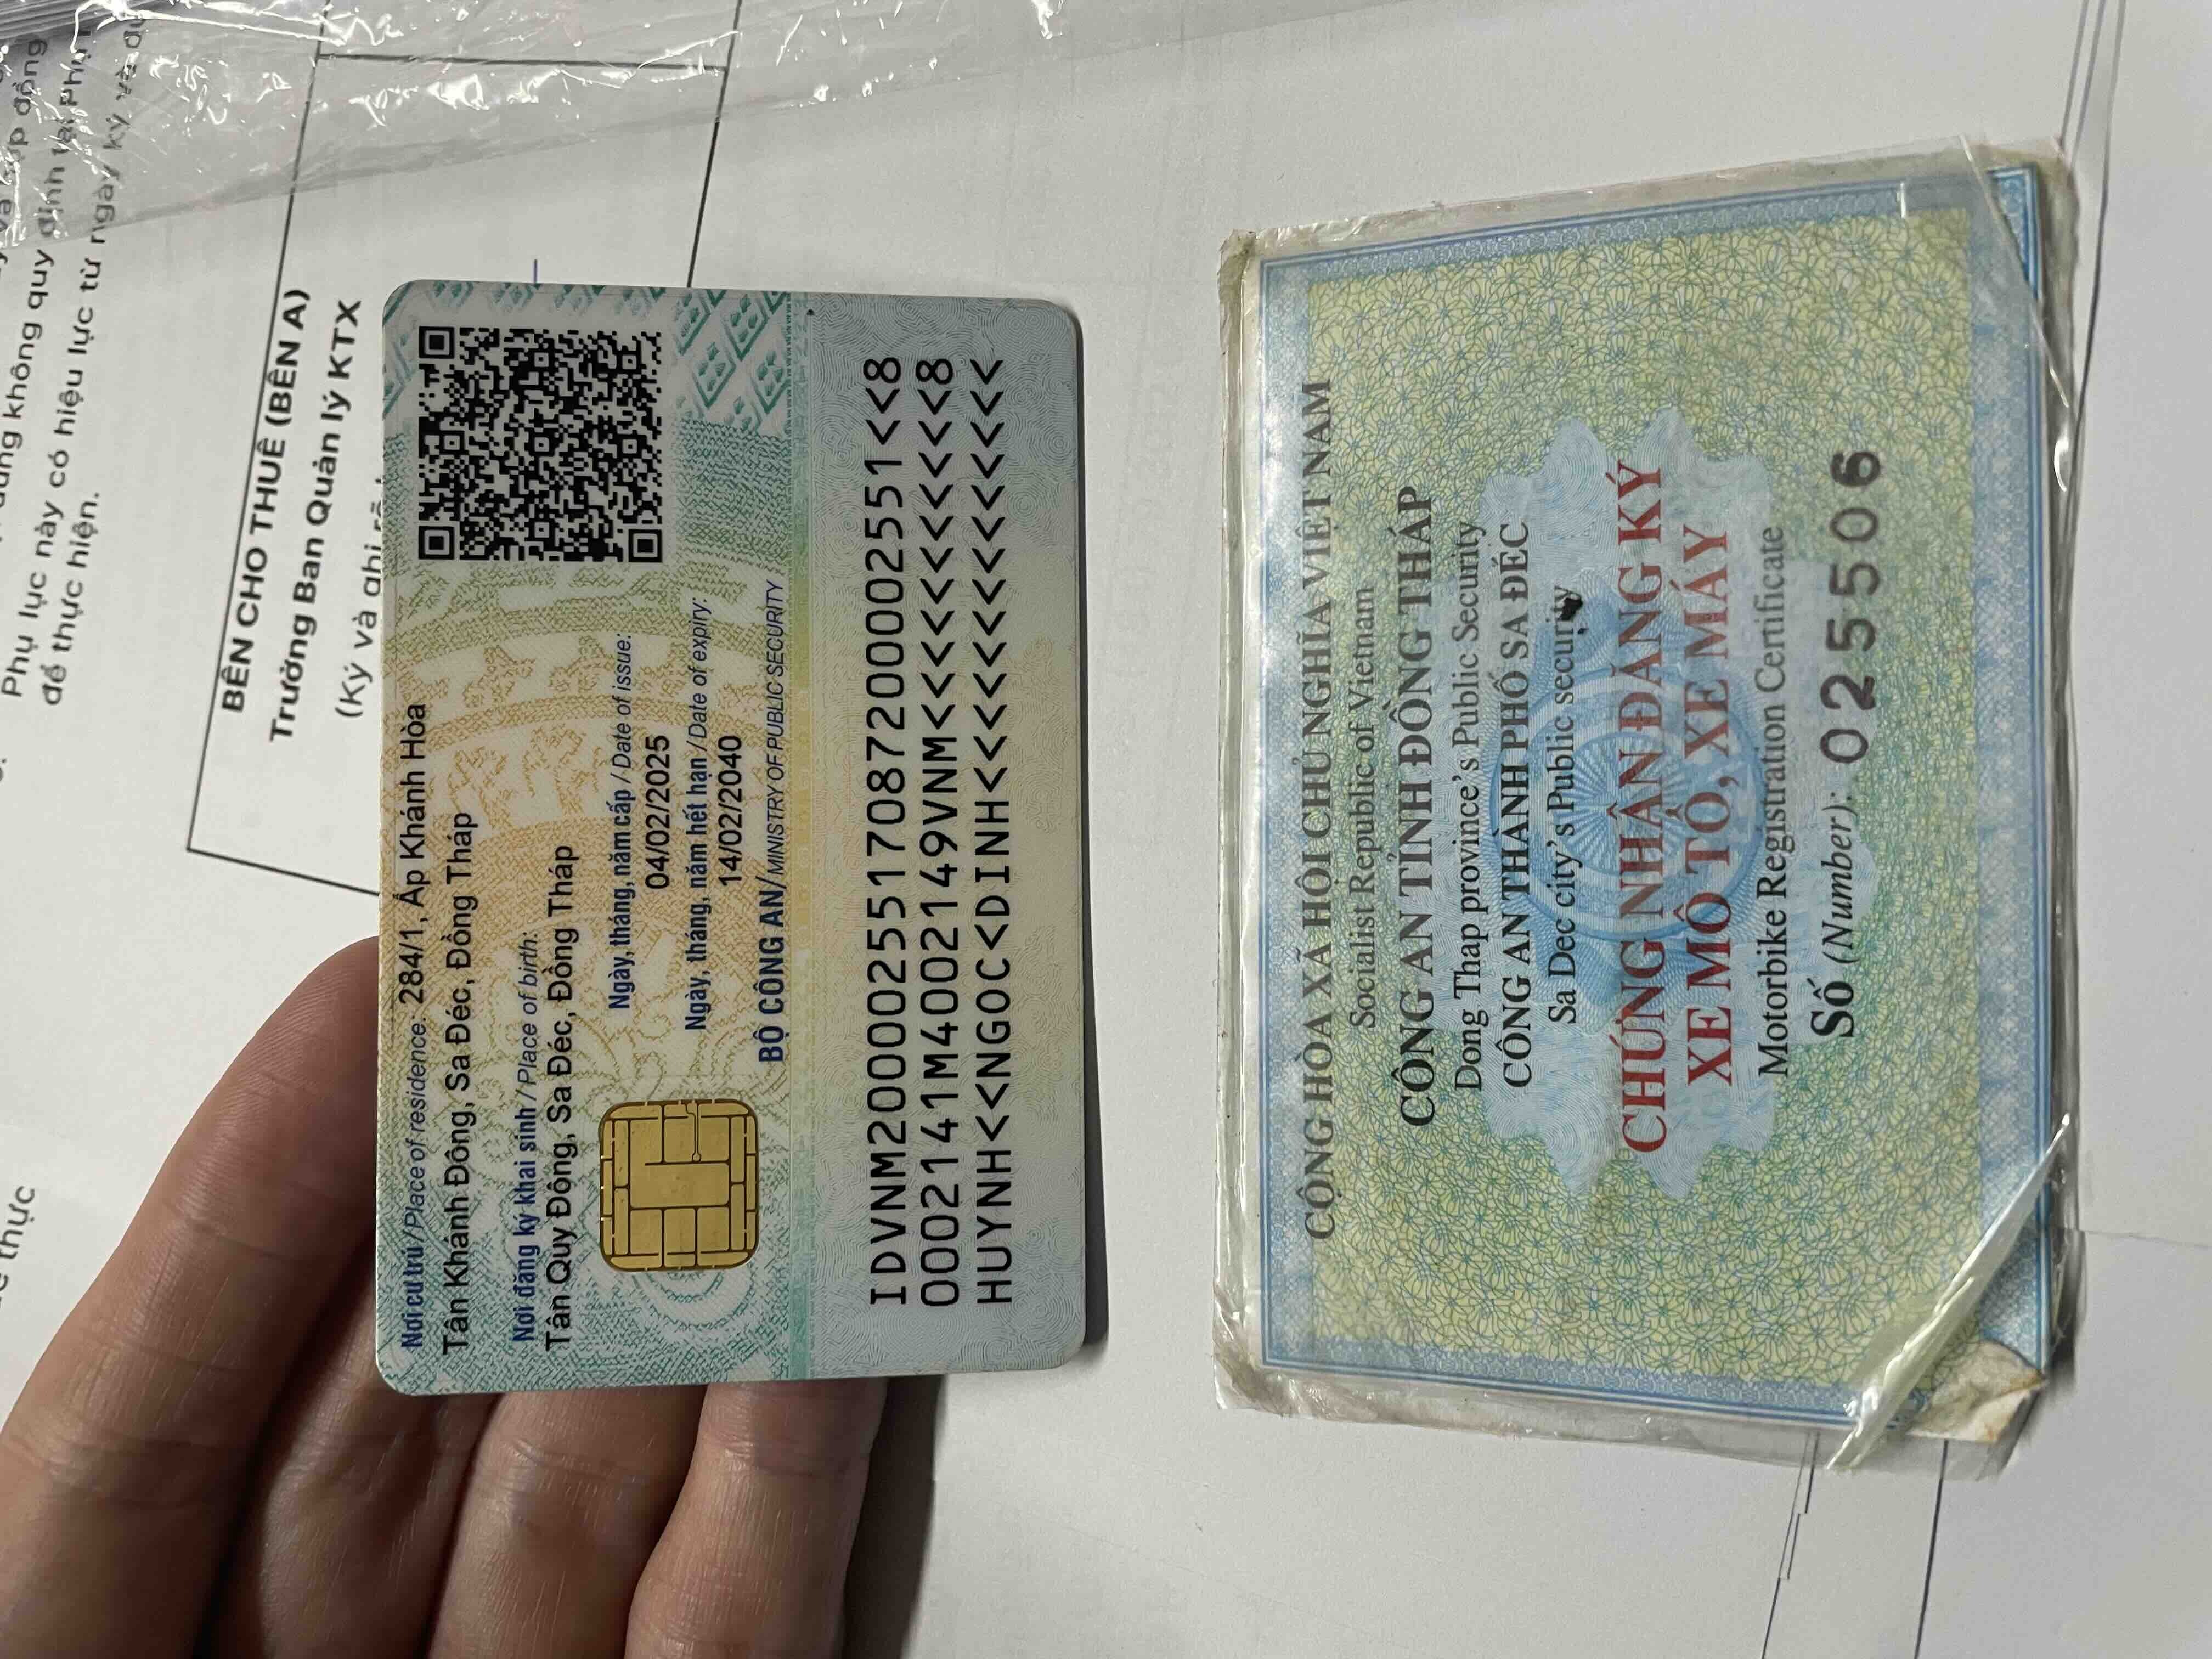 dung không quy định tại Phụ
Phụ lục này có hiệu lực từ ngày ký và
để thực hiện.
BÊN CHO THUÊ (BÊN A)
Trưởng Ban Quản lý KTX
(Ký và ghi rõ
thực
Nơi cư trú / Place of residence: 284/1, Ấp Khánh Hòa
Tân Khánh Đông, Sa Đéc, Đồng Tháp
Nơi đăng ký khai sinh / Place of birth:
Tân Quy Đông, Sa Đéc, Đồng Tháp
Ngày, tháng, năm cấp / Date of issue:
04/02/2025
Ngày, tháng, năm hết hạn / Date of expiry:
14/02/2040
BỘ CÔNG AN/MINISTRY OF PUBLIC SECURITY
IDVNM2000025517087200002551<<8
0002141M4002149VNM<<<<<<<<<<<8
HUYNH<<NGOC<DINH<<<<<<<<<<<<<<
CỘNG HÒA XÃ HỘI CHỦ NGHĨA VIỆT NAM
Socialist Republic of Vietnam
CÔNG AN TỈNH ĐỒNG THÁP
Dong Thap province's Public Security
CÔNG AN THÀNH PHỐ SA ĐÉC
Sa Dec city's Public security
CHỨNG NHẬN ĐĂNG KÝ
XE MÔ TÔ, XE MÁY
Motorbike Registration Certificate
Số (Number): 025506